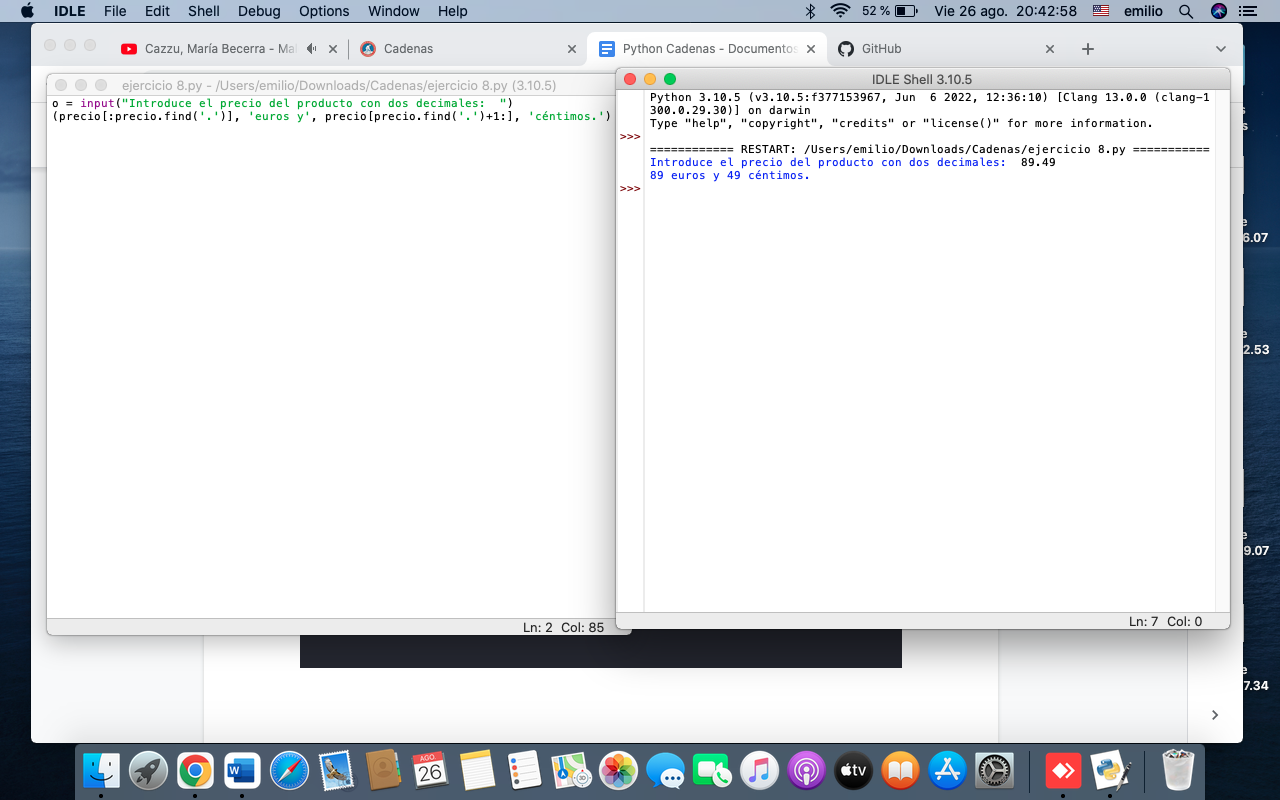 IDLE File Edit Shell Debug Options Window Help 52 % Vie 26 ago. 20:42:58 emilio
Cazzu, María Becerra - Mal Cadenas Python Cadenas - Documentos GitHub
ejercicio 8.py - /Users/emilio/Downloads/Cadenas/ejercicio 8.py (3.10.5)
o = input("Introduce el precio del producto con dos decimales:  ")
(precio[:precio.find('.')], 'euros y', precio[precio.find('.')+1:], 'céntimos.')
Ln: 2 Col: 85
IDLE Shell 3.10.5
Python 3.10.5 (v3.10.5:f377153967, Jun  6 2022, 12:36:10) [Clang 13.0.0 (clang-1
300.0.29.30)] on darwin
Type "help", "copyright", "credits" or "license()" for more information.
>>>
============ RESTART: /Users/emilio/Downloads/Cadenas/ejercicio 8.py ===========
Introduce el precio del producto con dos decimales:  89.49
89 euros y 49 céntimos.
>>>
Ln: 7 Col: 0
s
s
e
6.07
e
2.53
e
9.07
e
7.34
AGO
26
W
3D
tv